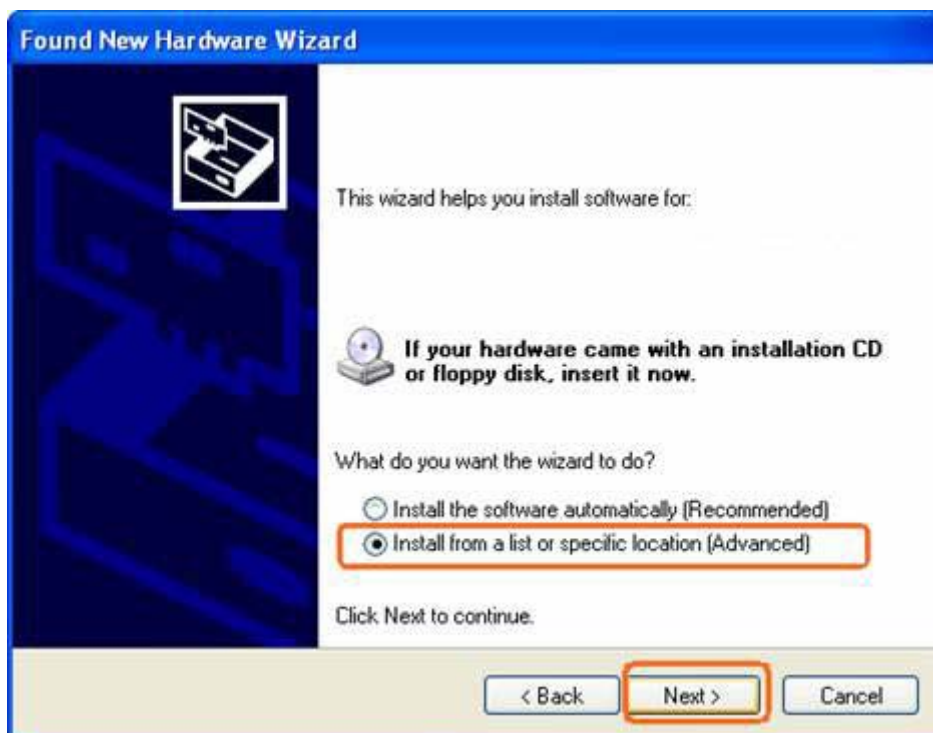 Found New Hardware Wizard
This wizard helps you install software for:
If your hardware came with an installation CD
or floppy disk, insert it now.
What do you want the wizard to do?
Install the software automatically (Recommended)
Install from a list or specific location (Advanced)
Click Next to continue.
< Back Next > Cancel